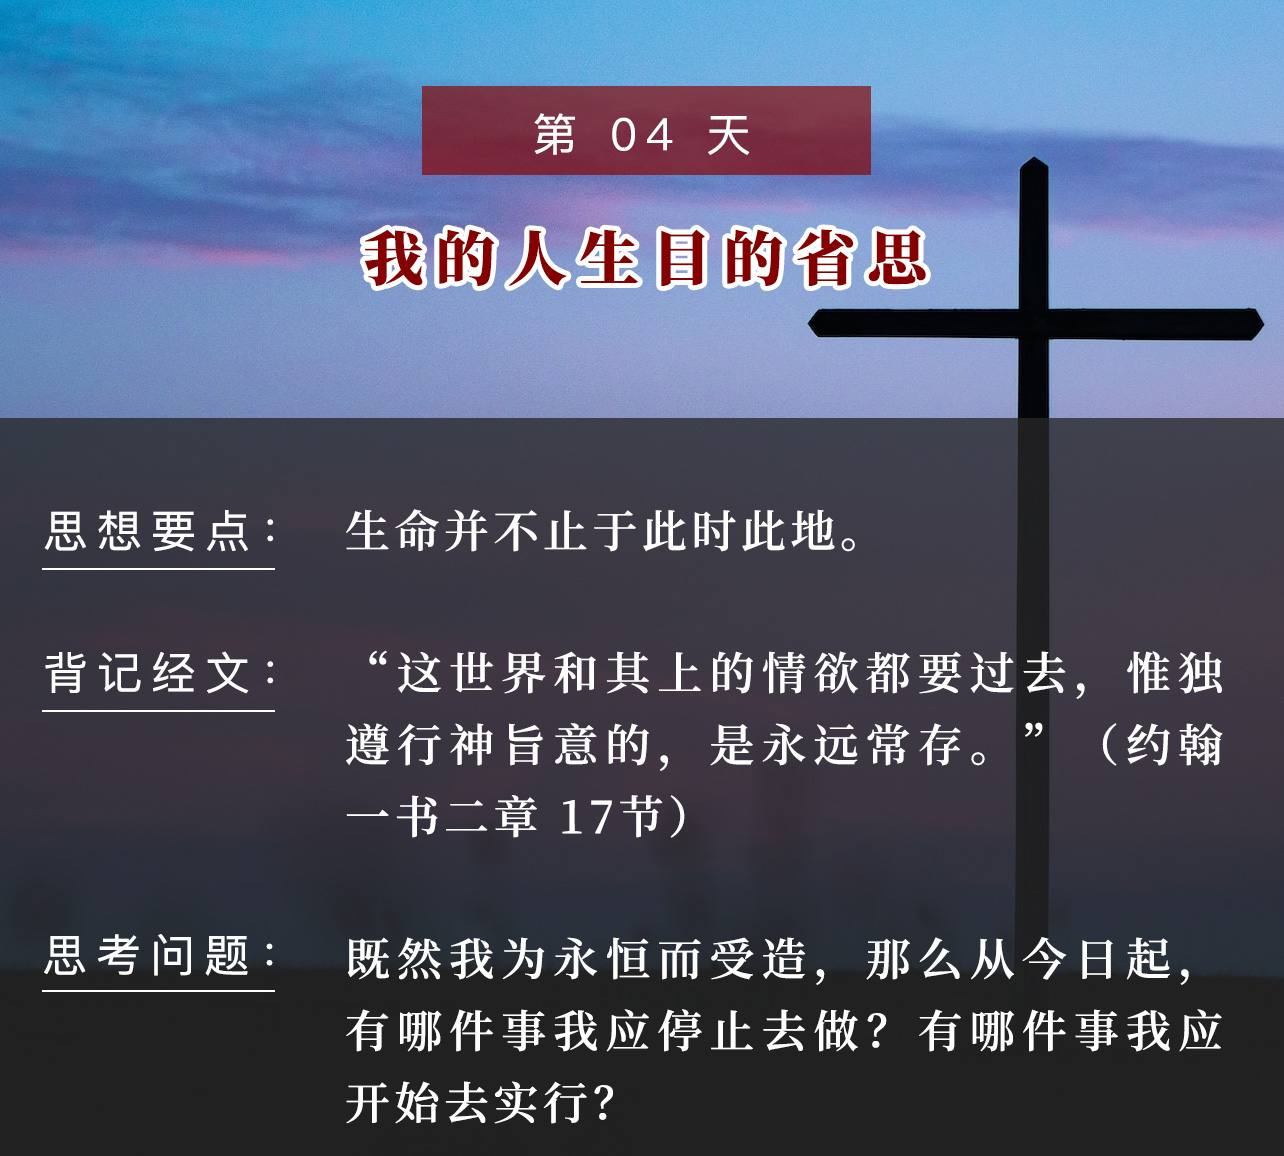 第 04 天
我的人生目的省思
思想要点： 生命并不止于此时此地。
背记经文： “这世界和其上的情欲都要过去，惟独
遵行神旨意的，是永远常存。”（约翰
一书二章 17节）
思考问题： 既然我为永恒而受造，那么从今日起，
有哪件事我应停止去做？有哪件事我应
开始去实行？